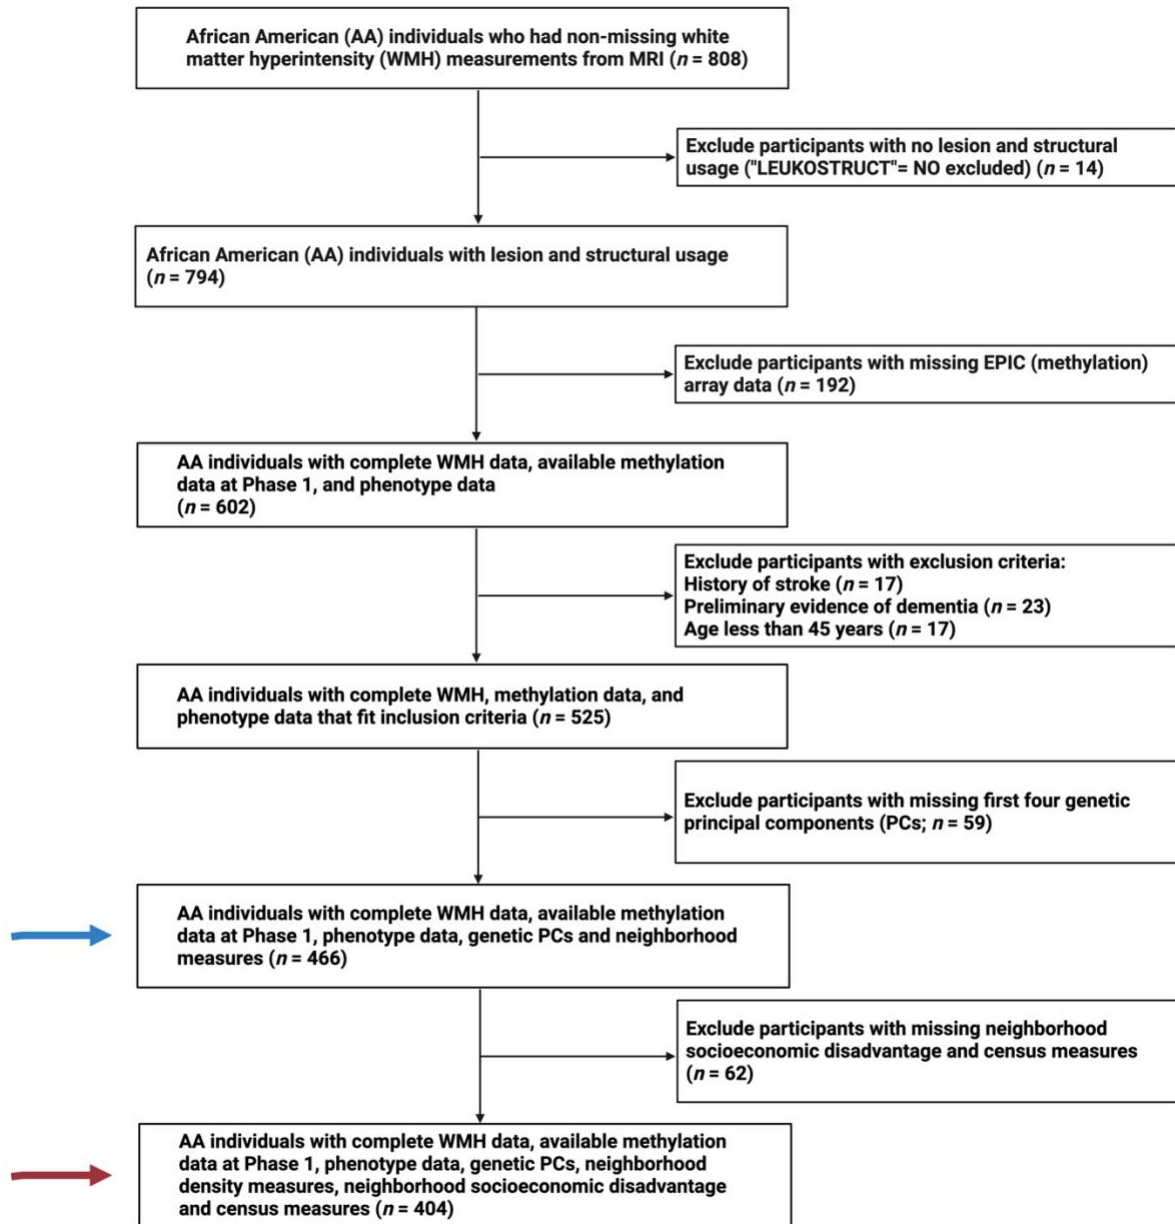 African American (AA) individuals who had non-missing white
matter hyperintensity (WMH) measurements from MRI (n = 808)
Exclude participants with no lesion and structural
usage ("LEUKOSTRUCT"= NO excluded) (n = 14)
African American (AA) individuals with lesion and structural usage
(n = 794)
Exclude participants with missing EPIC (methylation)
array data (n = 192)
AA individuals with complete WMH data, available methylation
data at Phase 1, and phenotype data
(n = 602)
Exclude participants with exclusion criteria:
History of stroke (n = 17)
Preliminary evidence of dementia (n = 23)
Age less than 45 years (n = 17)
AA individuals with complete WMH, methylation data, and
phenotype data that fit inclusion criteria (n = 525)
Exclude participants with missing first four genetic
principal components (PCs; n = 59)
AA individuals with complete WMH data, available methylation
data at Phase 1, phenotype data, genetic PCs and neighborhood
measures (n = 466)
Exclude participants with missing neighborhood
socioeconomic disadvantage and census measures
(n = 62)
AA individuals with complete WMH data, available methylation
data at Phase 1, phenotype data, genetic PCs, neighborhood
density measures, neighborhood socioeconomic disadvantage
and census measures (n = 404)